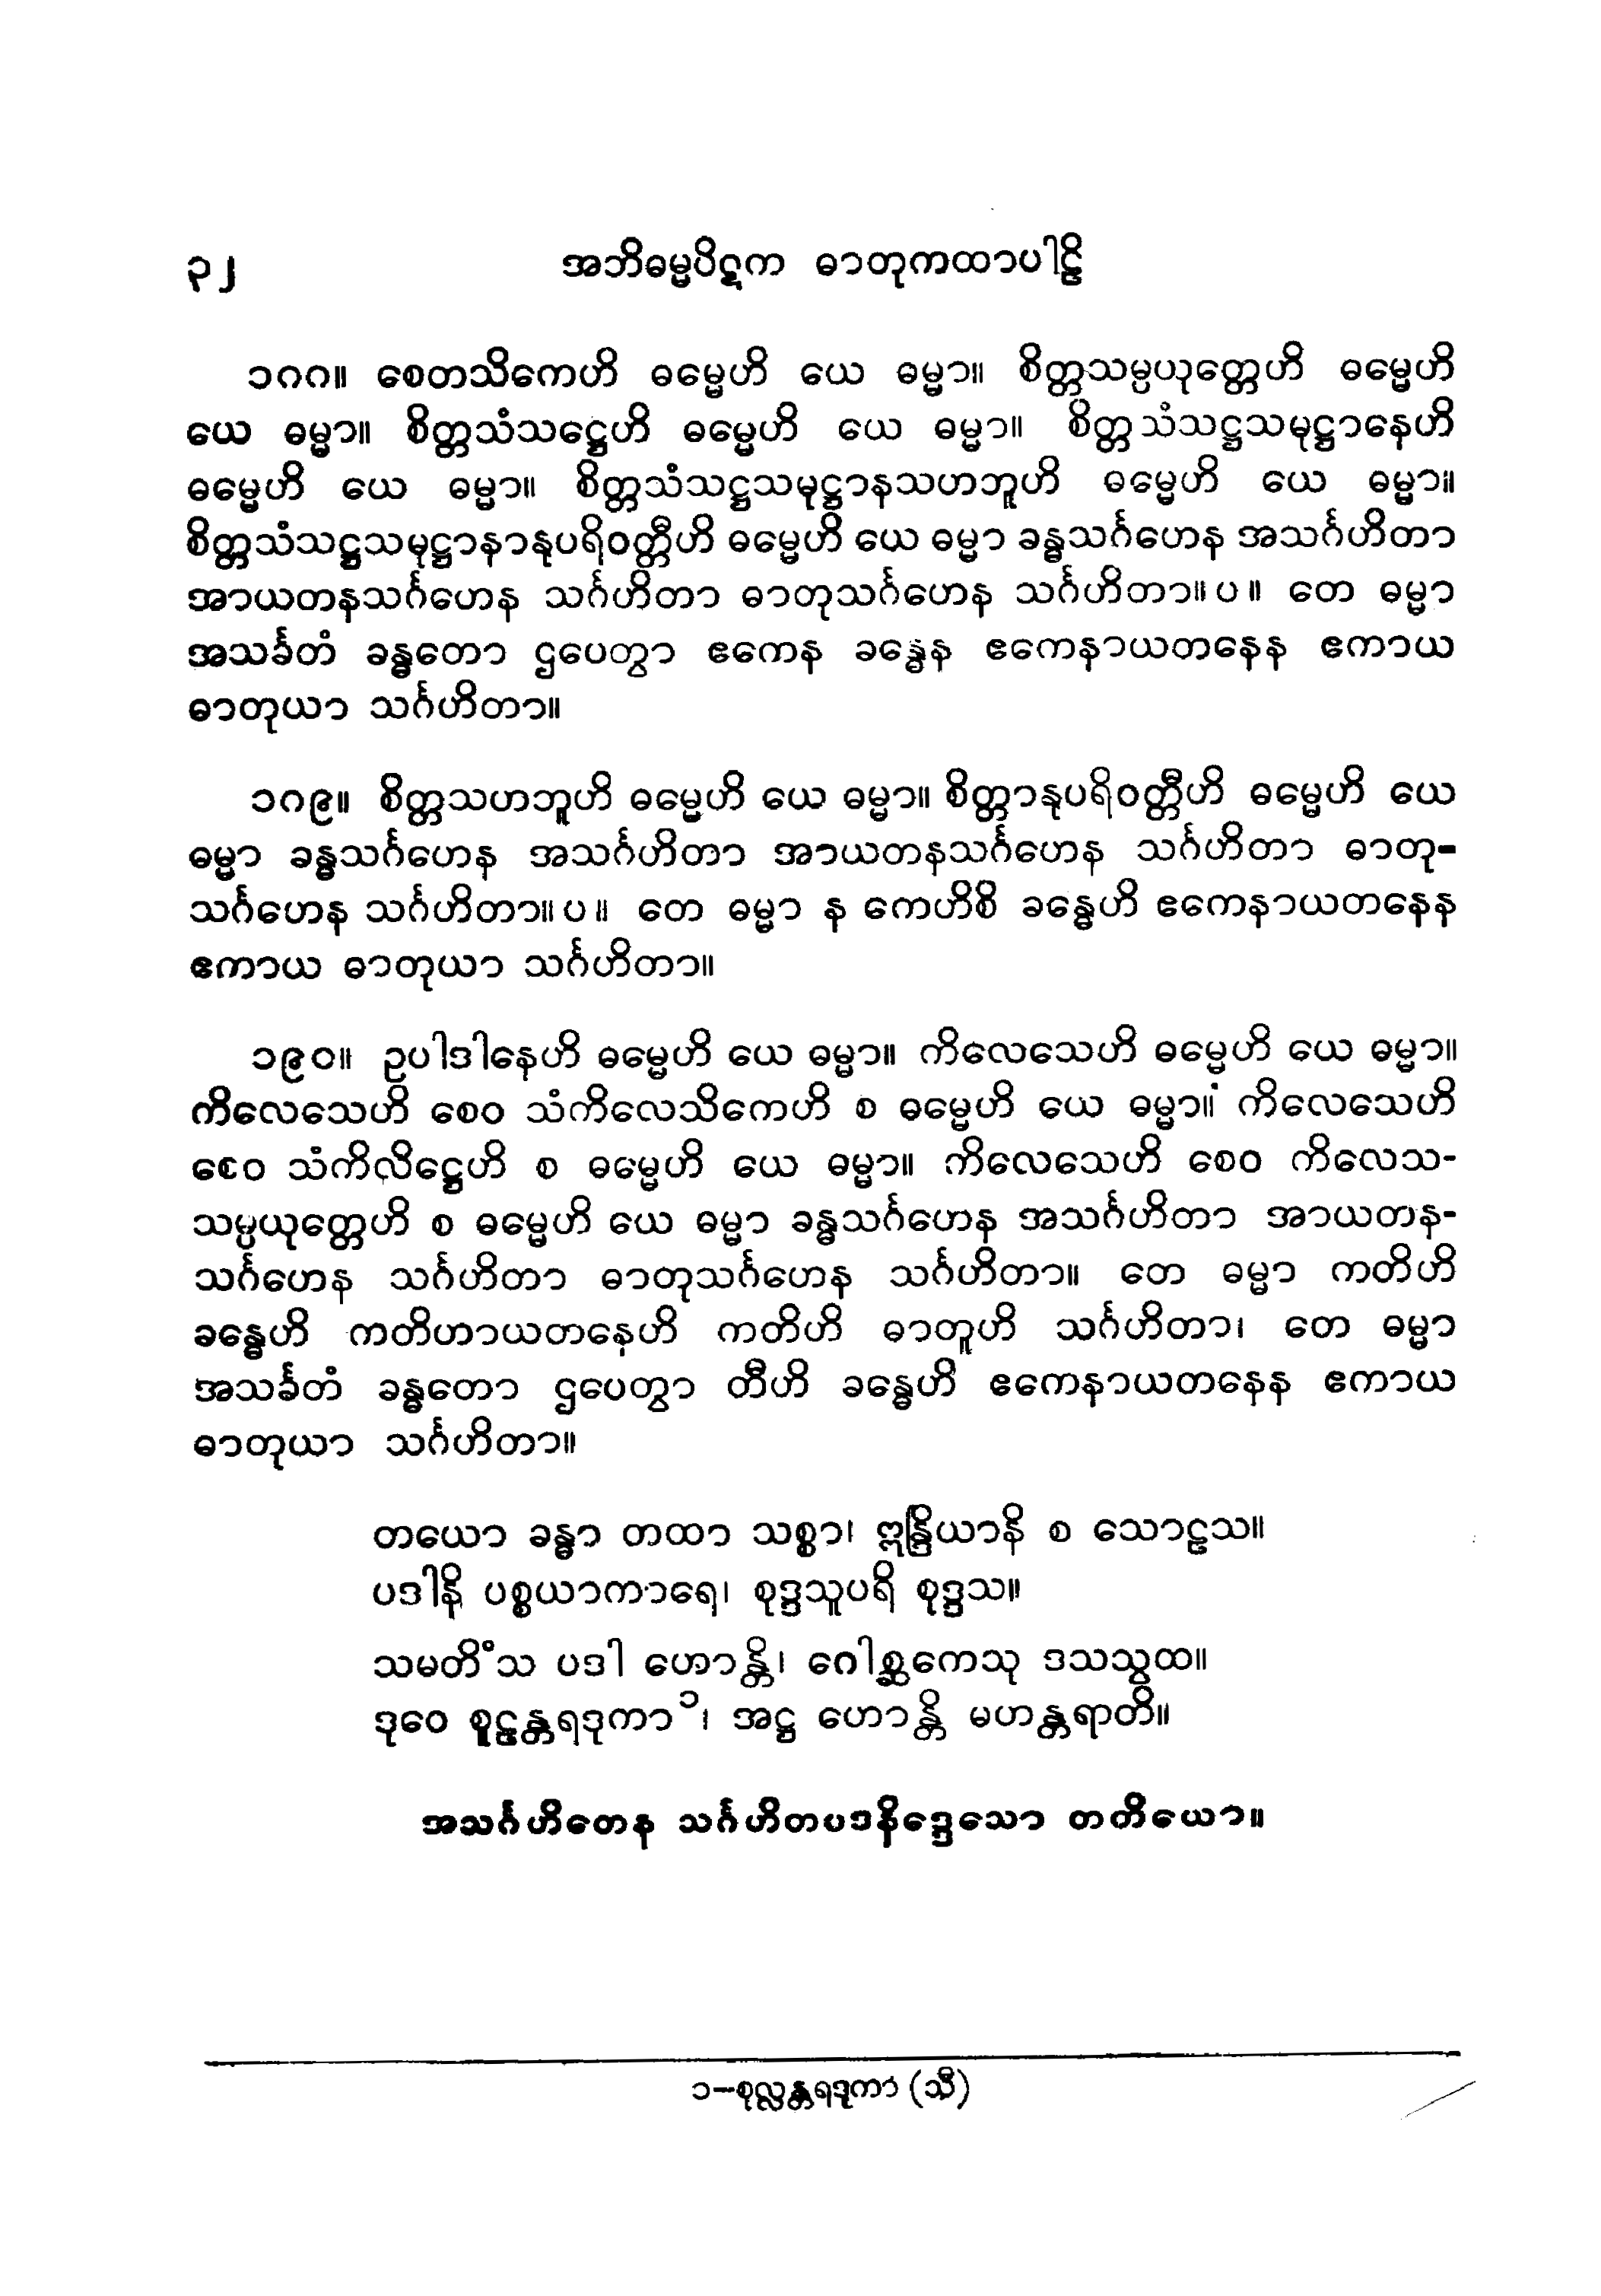 ၃၂ အဘိဓမ္မပိဋက ဓာတုကထာပါဠိ
၁၈၈။ စေတသိကေဟိ ဓမ္မေဟိ ယေ ဓမ္မာ။ စိတ္တသမ္ပယုတ္တေဟိ ဓမ္မေဟိ
ယေ ဓမ္မာ။ စိတ္တသံသဋ္ဌေဟိ ဓမ္မေဟိ ယေ ဓမ္မာ။ စိတ္တသံသဋ္ဌသမုဋ္ဌာနေဟိ
ဓမ္မေဟိ ယေ ဓမ္မာ။ စိတ္တသံသဋ္ဌသမုဋ္ဌာနသဟဘူဟိ ဓမ္မေဟိ ယေ ဓမ္မာ။
စိတ္တသံသဋ္ဌသမုဋ္ဌာနာနုပရိဝတ္တီဟိ ဓမ္မေဟိ ယေ ဓမ္မာ ခန္ဓသင်္ဂဟေန အသင်္ဂဟိတာ
အာယတနသင်္ဂဟေန သင်္ဂဟိတာ ဓာတုသင်္ဂဟေန သင်္ဂဟိတာ။ပ။ တေ ဓမ္မာ
အသင်္ခတံ ခန္ဓတော ဌပေတွာ ဧကေန ခန္ဓေန ဧကေနာယတနေန ဧကာယ
ဓာတုယာ သင်္ဂဟိတာ။
၁၈၉။ စိတ္တသဟဘူဟိ ဓမ္မေဟိ ယေ ဓမ္မာ။ စိတ္တာနုပရိဝတ္တီဟိ ဓမ္မေဟိ ယေ
ဓမ္မာ ခန္ဓသင်္ဂဟေန အသင်္ဂဟိတာ အာယတနသင်္ဂဟေန သင်္ဂဟိတာ ဓာတု-
သင်္ဂဟေန သင်္ဂဟိတာ။ပ။ တေ ဓမ္မာ န ကေဟိစိ ခန္ဓေဟိ ဧကေနာယတနေန
ဧကာယ ဓာတုယာ သင်္ဂဟိတာ။
၁၉၀။ ဥပါဒါနေဟိ ဓမ္မေဟိ ယေ ဓမ္မာ။ ကိလေသေဟိ ဓမ္မေဟိ ယေ ဓမ္မာ။
ကိလေသေဟိ စေဝ သံကိလေသိကေဟိ စ ဓမ္မေဟိ ယေ ဓမ္မာ။ ကိလေသေဟိ
စေဝ သံကိလိဋ္ဌေဟိ စ ဓမ္မေဟိ ယေ ဓမ္မာ။ ကိလေသေဟိ စေဝ ကိလေသ-
သမ္ပယုတ္တေဟိ စ ဓမ္မေဟိ ယေ ဓမ္မာ ခန္ဓသင်္ဂဟေန အသင်္ဂဟိတာ အာယတန-
သင်္ဂဟေန သင်္ဂဟိတာ ဓာတုသင်္ဂဟေန သင်္ဂဟိတာ။ တေ ဓမ္မာ ကတိဟိ
ခန္ဓေဟိ ကတိဟာယတနေဟိ ကတိဟိ ဓာတူဟိ သင်္ဂဟိတာ၊ တေ ဓမ္မာ
အသင်္ခတံ ခန္ဓတော ဌပေတွာ တီဟိ ခန္ဓေဟိ ဧကေနာယတနေန ဧကာယ
ဓာတုယာ သင်္ဂဟိတာ။
တယော ခန္ဓာ တထာ သစ္စာ၊ ဣန္ဒြိယာနိ စ သောဠသ။
ပဒါနိ ပစ္စယာကာရေ၊ စုဒ္ဒသူပရိ စုဒ္ဒသ။
သမတိံသ ပဒါ ဟောန္တိ၊ ဂေါစ္ဆကေသု ဒသသွထ။
ဒုဝေ စူဠန္တရဒုကာ ၁၊ အဋ္ဌ ဟောန္တိ မဟန္တရာတိ။
အသင်္ဂဟိတေန သင်္ဂဟိတပဒနိဒ္ဒေသော တတိယော။
၁-စုလ္လန္တရဒုကာ (သီ)